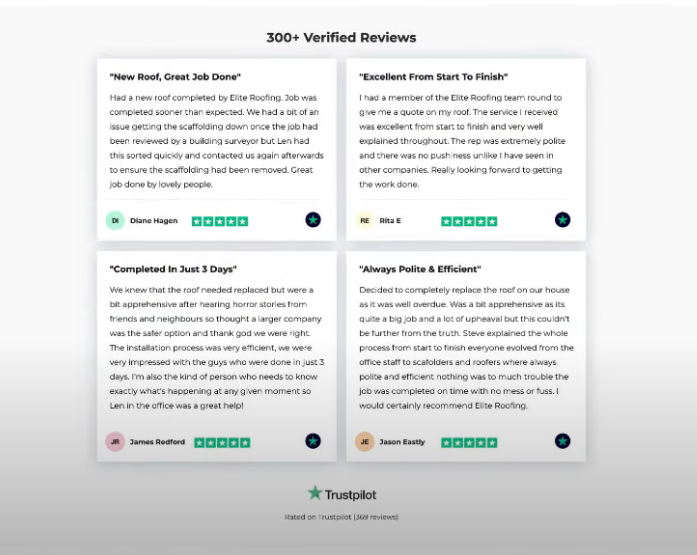 300+ Verified Reviews
"New Roof, Great Job Done"
Had a new roof completed by Elite Roofing. Job was
completed sooner than expected. We had a bit of an
issue getting the scaffolding down once the job had
been reviewed by a building surveyor but Len had
this sorted quickly and contacted us again afterwards
to ensure the scaffolding had been removed. Great
job done by lovely people.
DI Diane Hagen
"Excellent From Start To Finish"
I had a member of the Elite Roofing team round to
give me a quote on my roof. The service I received
was excellent from start to finish and very well
explained throughout. The rep was extremely polite
and there was no pushiness unlike I have seen in
other companies. Really looking forward to getting
the work done.
RE Rita E
"Completed In Just 3 Days"
We knew that the roof needed replaced but were a
bit apprehensive after hearing horror stories from
friends and neighbours so thought a larger company
was the safer option and thank god we were right.
The installation process was very efficient, we were
very impressed with the guys who were done in just 3
days. I'm also the kind of person who needs to know
exactly what's happening at any given moment so
Len in the office was a great help!
JR James Redford
"Always Polite & Efficient"
Decided to completely replace the roof on our house
as it was well overdue. Was a bit apprehensive as its
quite a big job and a lot of upheaval but this couldn't
be further from the truth. Steve explained the whole
process from start to finish everyone evolved from the
office staff to scafolders and roofers where always
polite and efficient nothing was to much trouble the
job was completed on time with no mess or fuss. I
would certainly recommend Elite Roofing.
JE Jason Eastly
Trustpilot
Rated on Trustpilot (369 reviews)